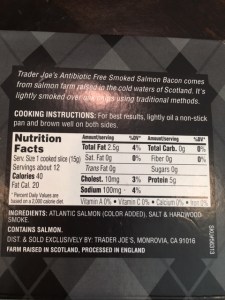 Trader Joe's Antibiotic Free Smoked Salmon Bacon comes
from salmon farm raised in the cold waters of Scotland. It's
lightly smoked over chips using traditional methods.
COOKING INSTRUCTIONS: For best results, lightly oil a non-stick
pan and brown well on both sides.
Nutrition
Facts
Serv. Size 1 cooked slice (15g)
Servings about 12
Calories 40
Fat Cal. 20
* Percent Daily Values are
based on a 2,000 calorie diet.
Amount/serving %DV*
Total Fat 2.5g 4%
Sat. Fat 0g 0%
Trans Fat 0g
Cholest. 10mg 3%
Sodium 100mg 4%
Amount/serving %DV*
Total Carb. 0g 0%
Fiber 0g 0%
Sugars 0g
Protein 5g
Vitamin A 0% • Vitamin C 0% • Calcium 0% • Iron 0%
INGREDIENTS: ATLANTIC SALMON (COLOR ADDED), SALT & HARDWOOD
SMOKE.
CONTAINS SALMON.
DIST. & SOLD EXCLUSIVELY BY: TRADER JOE'S, MONROVIA, CA 91016
FARM RAISED IN SCOTLAND, PROCESSED IN ENGLAND